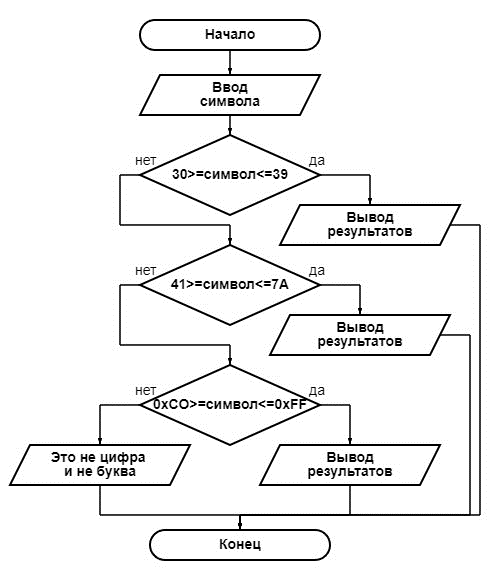 Начало
Ввод
символа
нет
да
30>=символ<=39
Вывод
результатов
нет
да
41>=символ<=7A
Вывод
результатов
нет
да
0xCO>=символ<=0xFF
Это не цифра
и не буква
Вывод
результатов
Конец